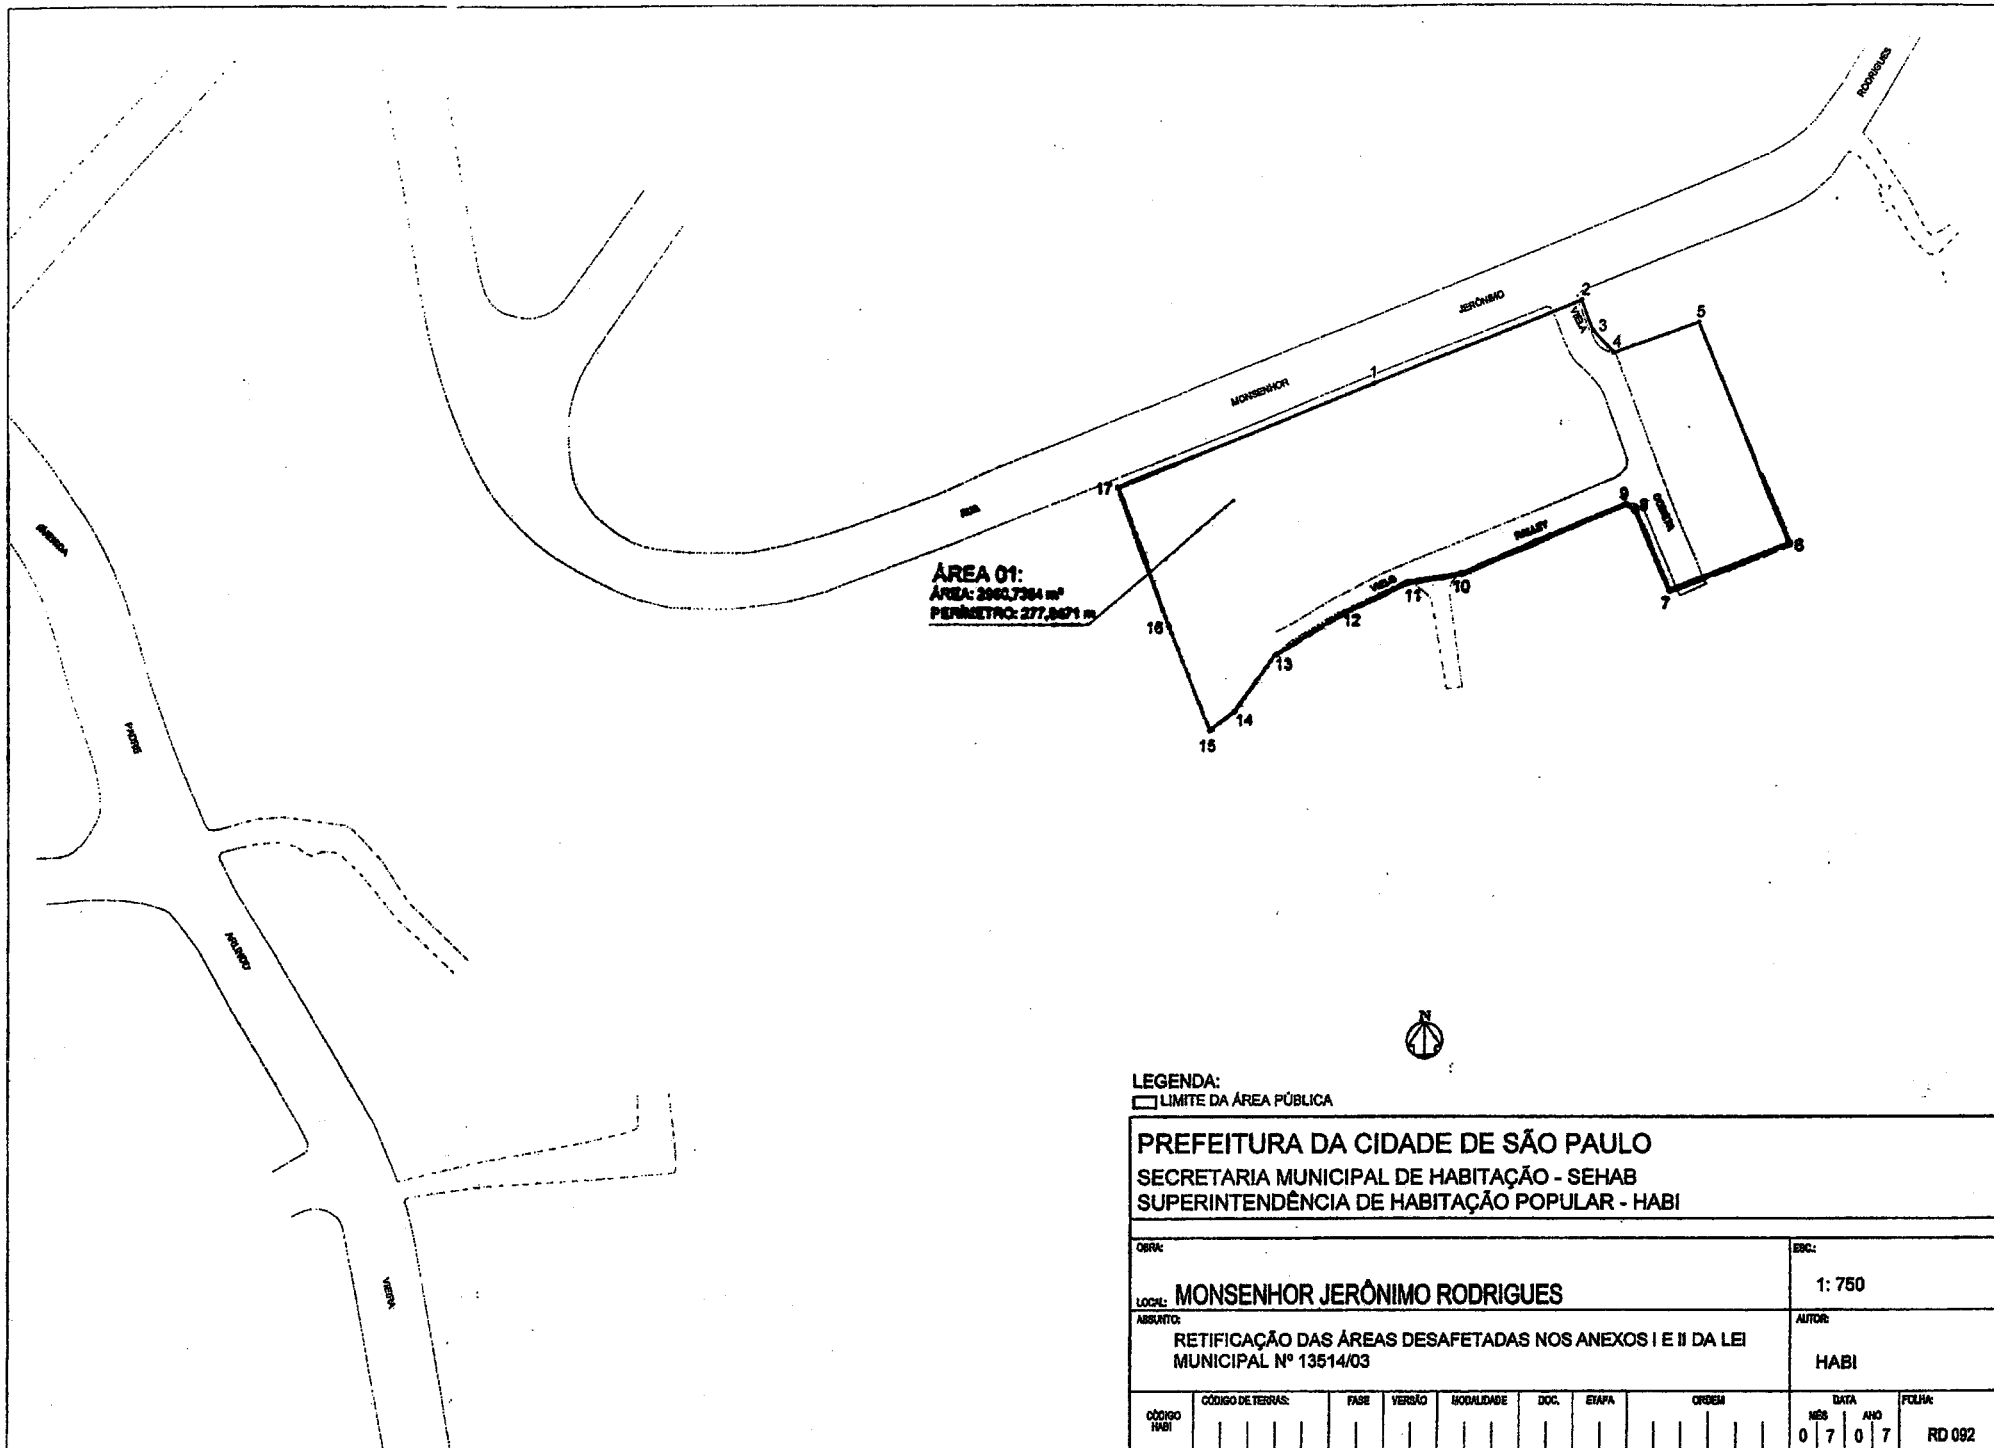 RODRIGUES
JERÔNIMO
MONSENHOR
RUA
VIELA
1
2
3
4
5
6
7
8
9
10
11
12
13
14
15
16
17
ÁREA 01:
ÁREA:
PERÍMETRO:
PADRE
ARLINDO
VIEIRA
N
LEGENDA:
LIMITE DA ÁREA PÚBLICA
PREFEITURA DA CIDADE DE SÃO PAULO
SECRETARIA MUNICIPAL DE HABITAÇÃO - SEHAB
SUPERINTENDÊNCIA DE HABITAÇÃO POPULAR - HABI
OBRA:
ESC.:
1: 750
LOCAL: MONSENHOR JERÔNIMO RODRIGUES
ASSUNTO:
RETIFICAÇÃO DAS ÁREAS DESAFETADAS NOS ANEXOS I E II DA LEI
MUNICIPAL Nº 13514/03
AUTOR:
HABI
CÓDIGO
HABI
CÓDIGO DE TERRAS: FASE VERSÃO MODALIDADE DOC. ETAPA ORDEM DATA FOLHA:
MÊS ANO
0 7 0 7 RD 092